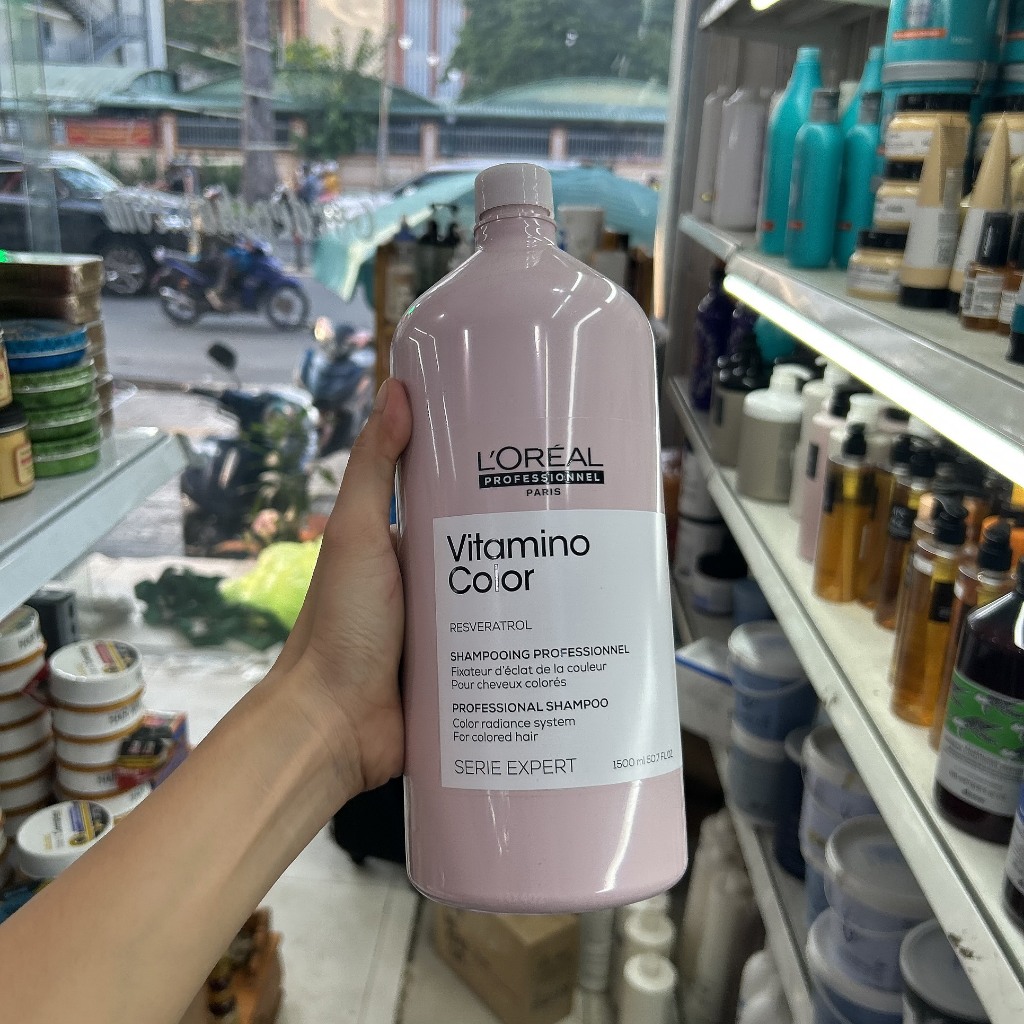 L'ORÉAL
PROFESSIONNEL
PARIS
Vitamino
Color
RESVERATROL
SHAMPOOING PROFESSIONNEL
Fixateur d'éclat de la couleur
Pour cheveux colorés
PROFESSIONAL SHAMPOO
Color radiance system
For colored hair
SERIE EXPERT 1500 ml 50.7 FL.OZ